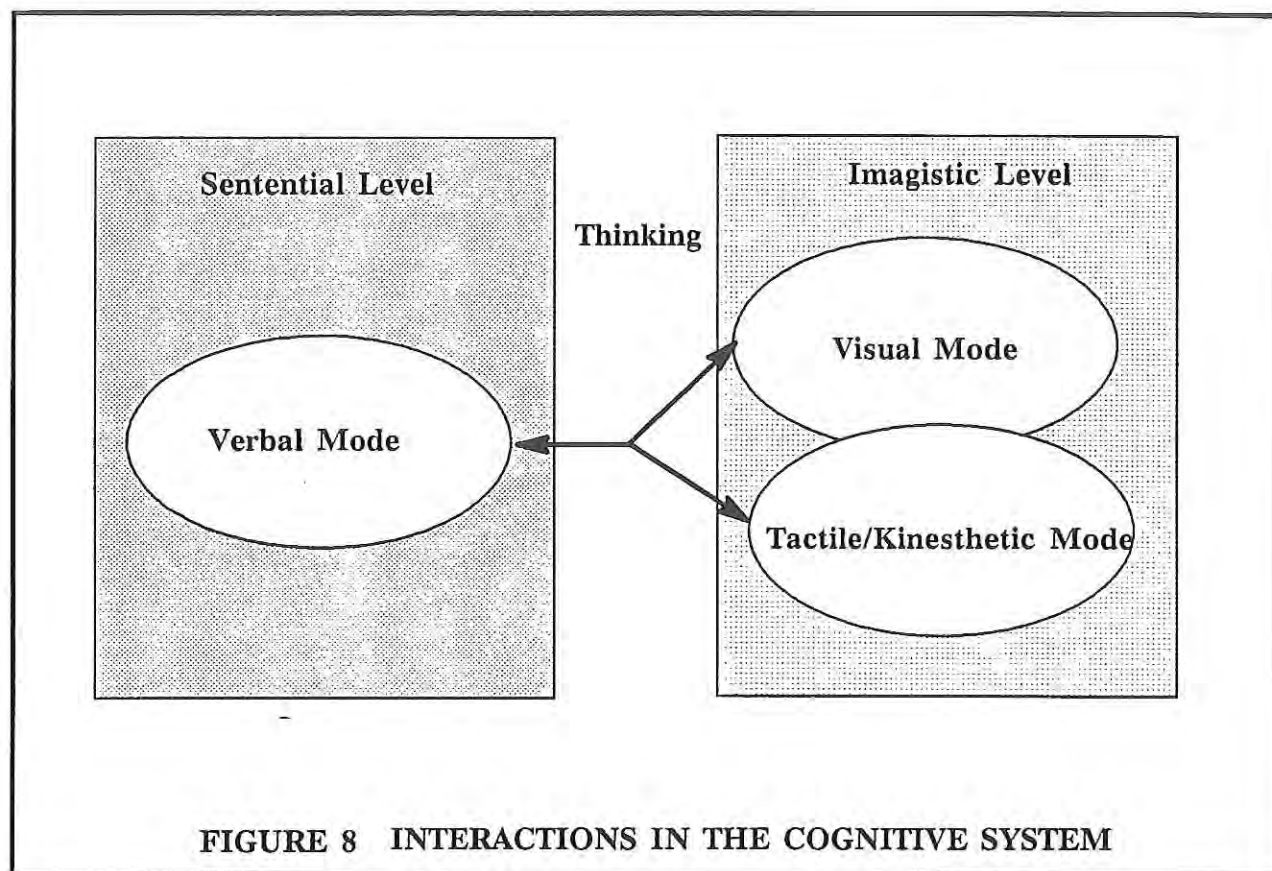 Sentential Level
Imagistic Level
Thinking
Visual Mode
Verbal Mode
Tactile/Kinesthetic Mode
FIGURE 8 INTERACTIONS IN THE COGNITIVE SYSTEM